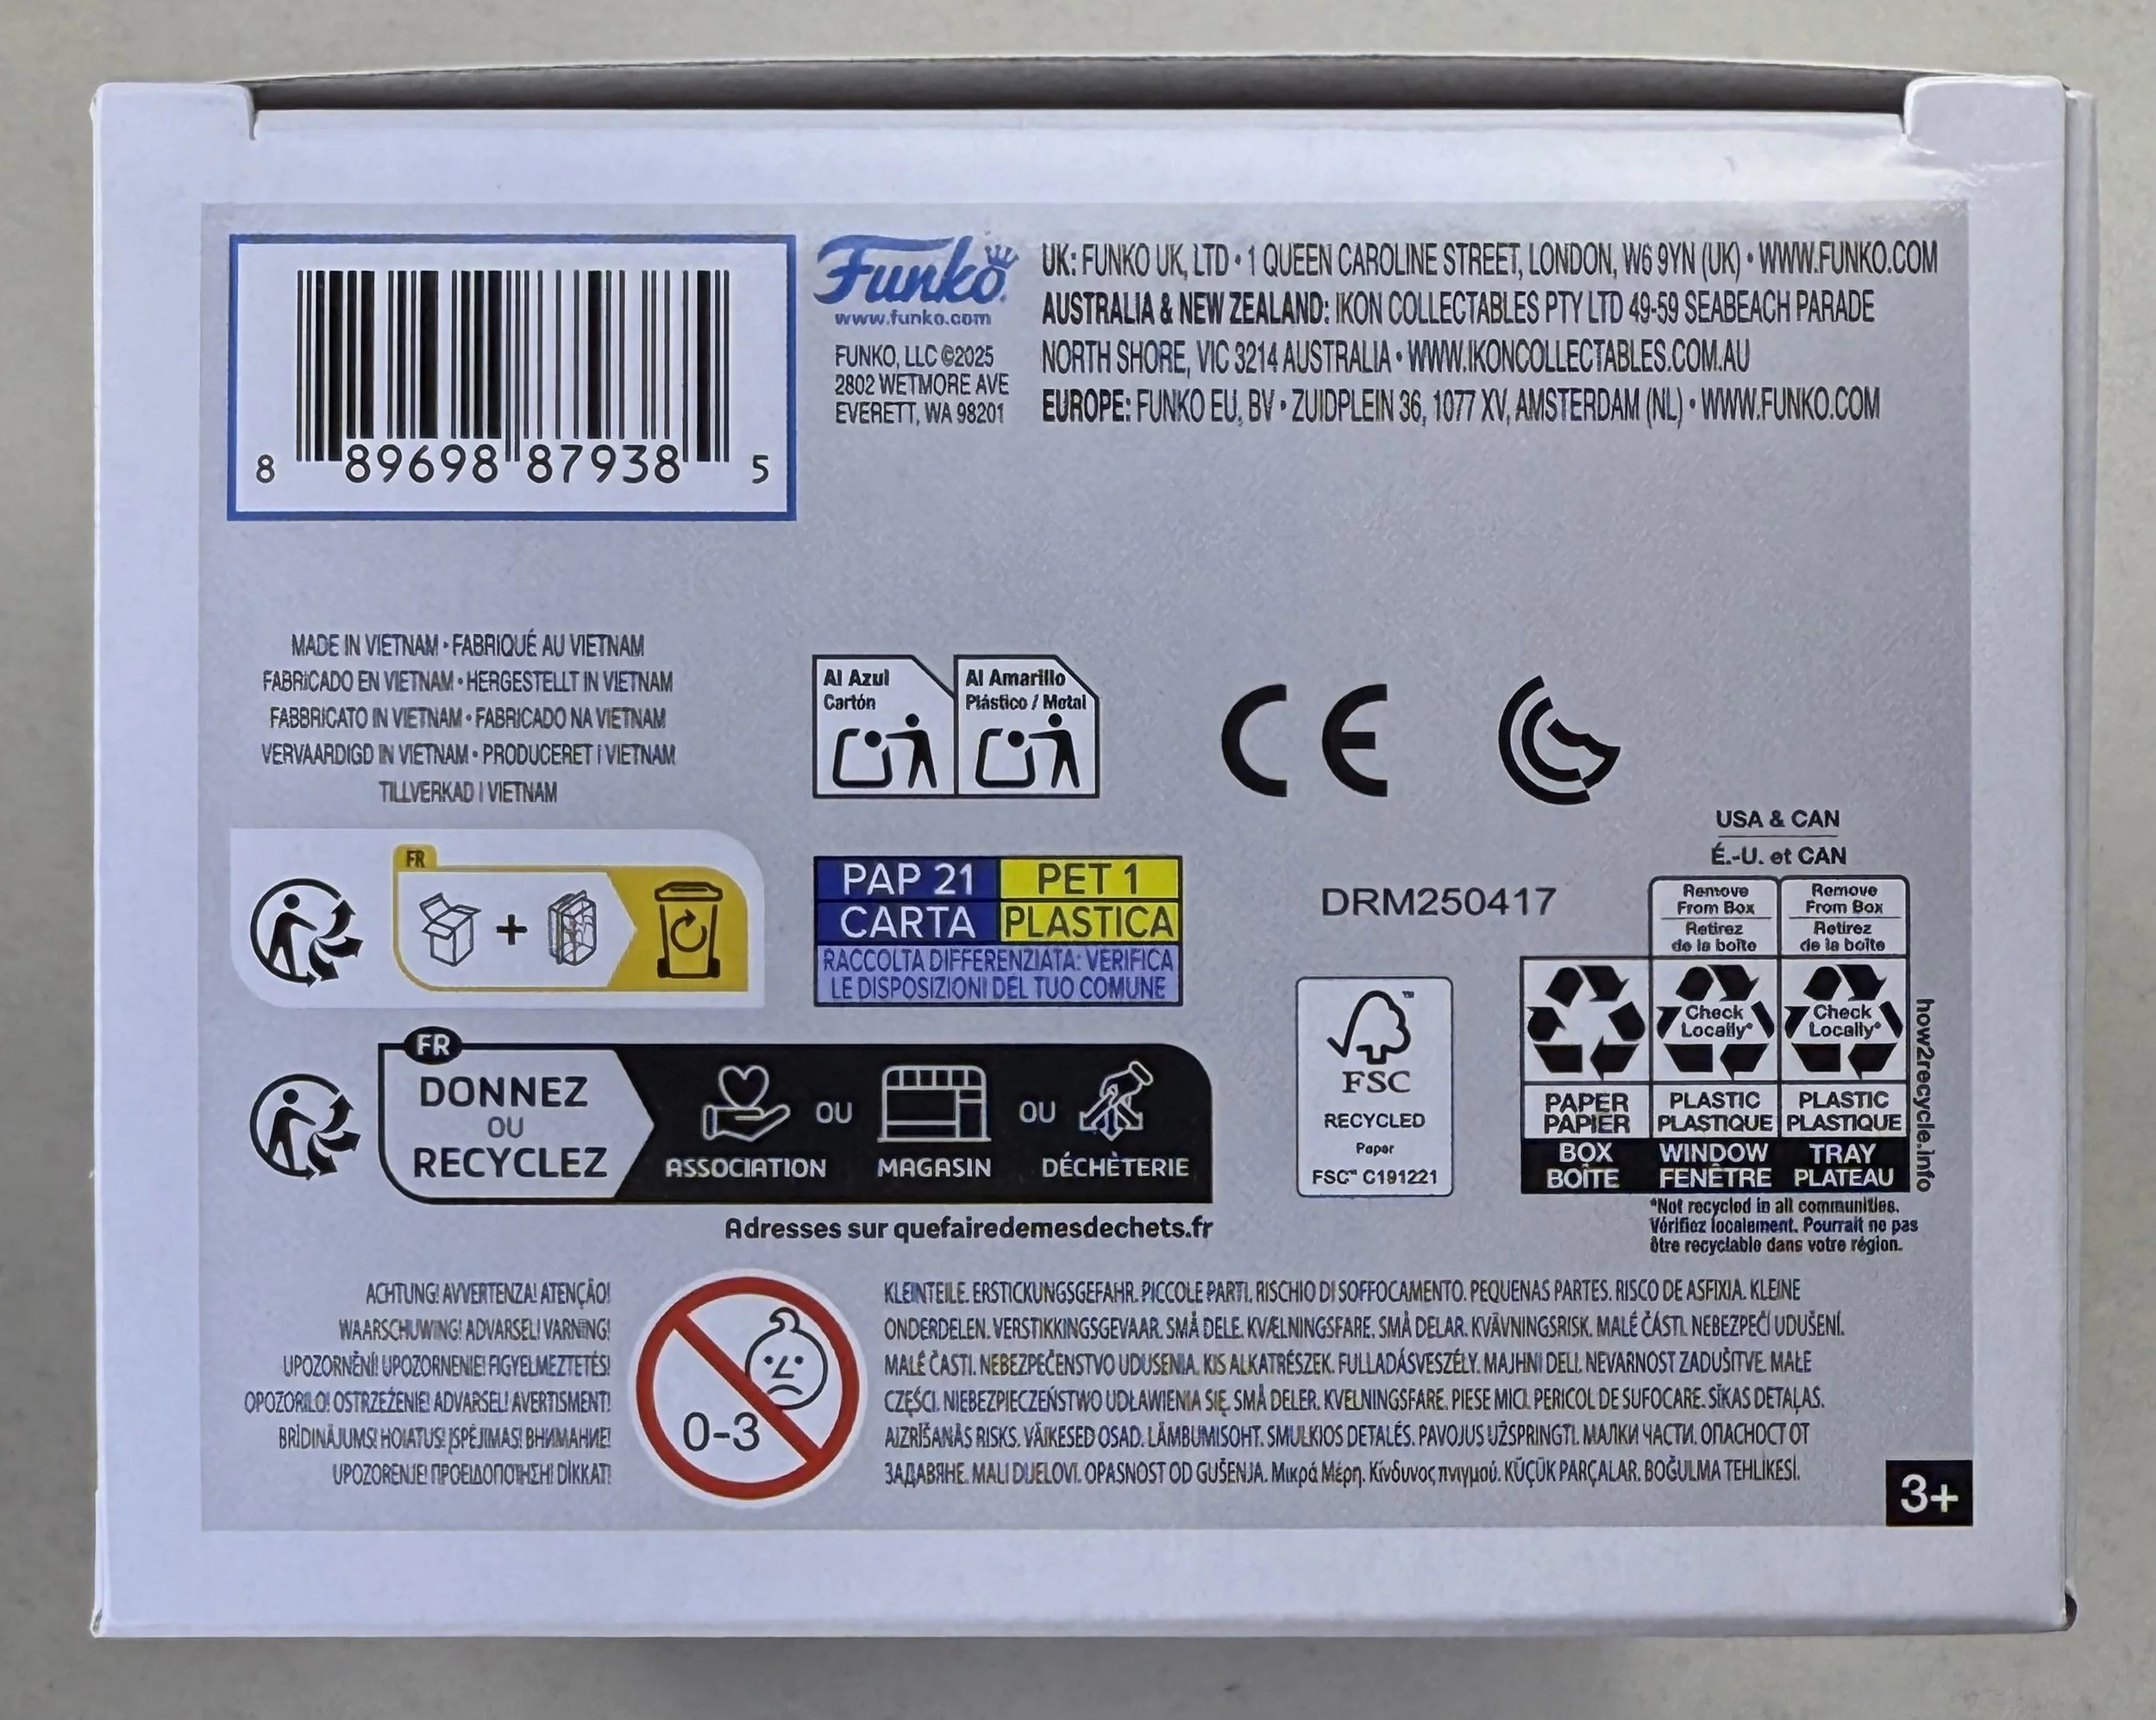 8 89698 87938 5
Funko
www.funko.com
FUNKO, LLC ©2025
2802 WETMORE AVE
EVERETT, WA 98201
UK: FUNKO UK, LTD • 1 QUEEN CAROLINE STREET, LONDON, W6 9YN (UK) • WWW.FUNKO.COM
AUSTRALIA & NEW ZEALAND: IKON COLLECTABLES PTY LTD 49-59 SEABEACH PARADE
NORTH SHORE, VIC 3214 AUSTRALIA • WWW.IKONCOLLECTABLES.COM.AU
EUROPE: FUNKO EU, BV • ZUIDPLEIN 36, 1077 XV, AMSTERDAM (NL) • WWW.FUNKO.COM
MADE IN VIETNAM • FABRIQUÉ AU VIETNAM
FABRICADO EN VIETNAM • HERGESTELLT IN VIETNAM
FABBRICATO IN VIETNAM • FABRICADO NA VIETNAM
VERVAARDIGD IN VIETNAM • PRODUCERET I VIETNAM
TILLVERKAD I VIETNAM
Al Azul
Cartón
Al Amarillo
Plástico / Metal
CE
FR
+
PAP 21
PET 1
CARTA
PLASTICA
RACCOLTA DIFFERENZIATA: VERIFICA
LE DISPOSIZIONI DEL TUO COMUNE
DRM250417
USA & CAN
É.-U. et CAN
Remove
From Box
Retirez
de la boîte
Remove
From Box
Retirez
de la boîte
Check
Locally*
Check
Locally*
PAPER
PAPIER
PLASTIC
PLASTIQUE
PLASTIC
PLASTIQUE
BOX
BOÎTE
WINDOW
FENÊTRE
TRAY
PLATEAU
how2recycle.info
*Not recycled in all communities.
Vérifiez localement. Pourrait ne pas
être recyclable dans votre région.
FSC™
RECYCLED
Paper
FSC™ C191221
FR
DONNEZ
OU
RECYCLEZ
ASSOCIATION
OU
MAGASIN
OU
DÉCHÈTERIE
Adresses sur quefairedemesdechets.fr
ACHTUNG! AVVERTENZA! ATENÇÃO!
WAARSCHUWING! ADVARSEL! VARNING!
UPOZORNĚNÍ! UPOZORNENIE! FIGYELMEZTETÉS!
OPOZORILO! OSTRZEŻENIE! ADVARSEL! AVERTISMENT!
BRĪDINĀJUMS! HOIATUS! ĮSPĖJIMAS! ВНИМАНИЕ!
UPOZORENJE! ΠΡΟΕΙΔΟΠΟΊΗΣΗ! DİKKAT!
0-3
KLEINTEILE. ERSTICKUNGSGEFAHR. PICCOLE PARTI, RISCHIO DI SOFFOCAMENTO. PEQUENAS PARTES. RISCO DE ASFIXIA. KLEINE
ONDERDELEN. VERSTIKKINGSGEVAAR. SMÅ DELE. KVÆLNINGSFARE. SMÅ DELAR. KVÄVNINGSRISK. MALÉ ČÁSTI. NEBEZPEČÍ UDUŠENÍ.
MALÉ ČASTI. NEBEZPEČENSTVO UDUSENIA. KIS ALKATRÉSZEK. FULLADÁSVESZÉLY. MAJHNI DELI. NEVARNOST ZADUŠITVE. MAŁE
CZĘŚCI. NIEBEZPIECZEŃSTWO UDŁAWIENIA SIĘ. SMÅ DELER. KVELNINGSFARE. PIESE MICI. PERICOL DE SUFOCARE. SĪKAS DETAĻAS.
AIZRĪŠANĀS RISKS. VÄIKESED OSAD. LÄMBUMISOHT. SMULKIOS DETALĖS. PAVOJUS UŽSPRINGTI. МАЛКИ ЧАСТИ. ОПАСНОСТ ОТ
ЗАДАВЯНЕ. MALI DIJELOVI. OPASNOST OD GUŠENJA. Μικρά Μέρη. Κίνδυνος πνιγμού. KÜÇÜK PARÇALAR. BOĞULMA TEHLİKESİ.
3+